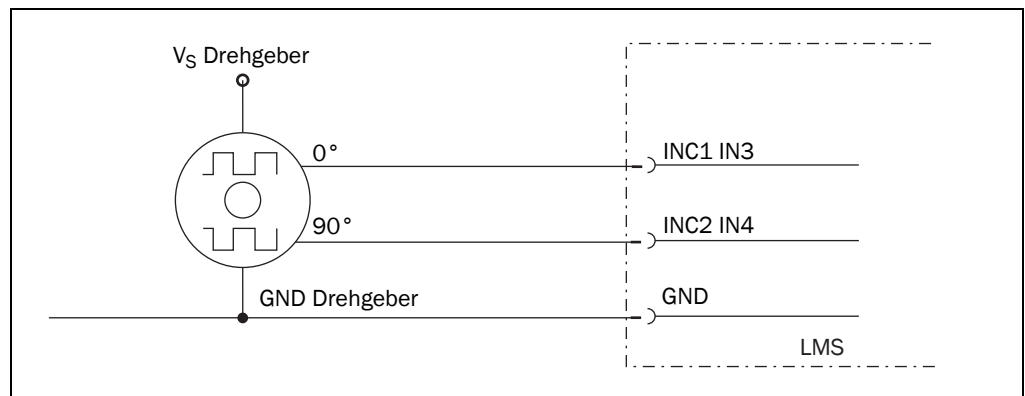 VS Drehgeber
0°
INC1 IN3
90°
INC2 IN4
GND Drehgeber
GND
LMS